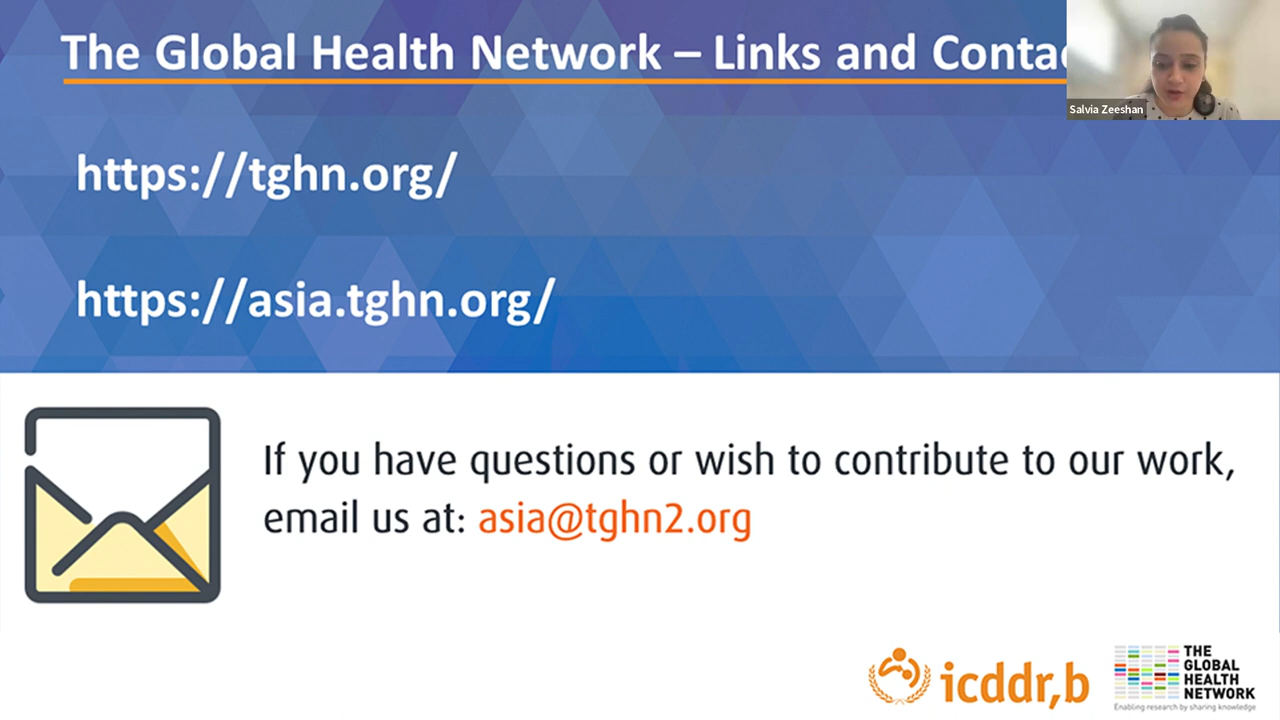 The Global Health Network – Links and Contac
Salvia Zeeshan
https://tghn.org/
https://asia.tghn.org/
If you have questions or wish to contribute to our work,
email us at: asia@tghn2.org
icddr,b
THE
GLOBAL
HEALTH
NETWORK
Enabling research by sharing knowledge